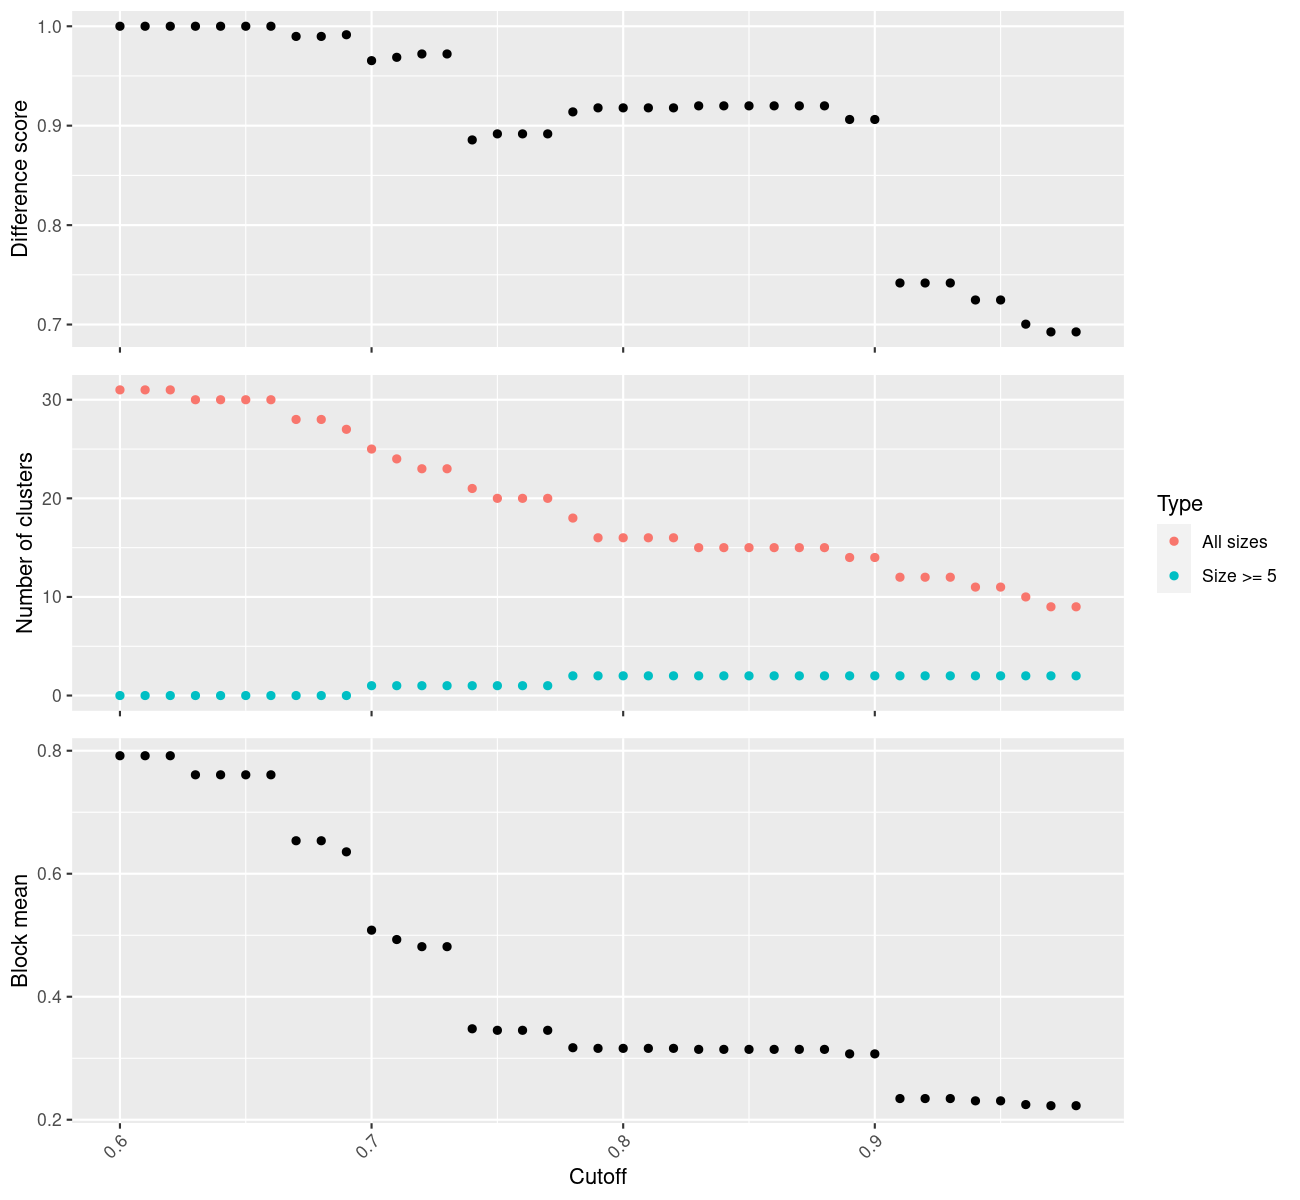 Difference score
1.0
0.9
0.8
0.7
Number of clusters
30
20
10
0
Type
All sizes
Size >= 5
Block mean
0.8
0.6
0.4
0.2
0.6
0.7
0.8
0.9
Cutoff